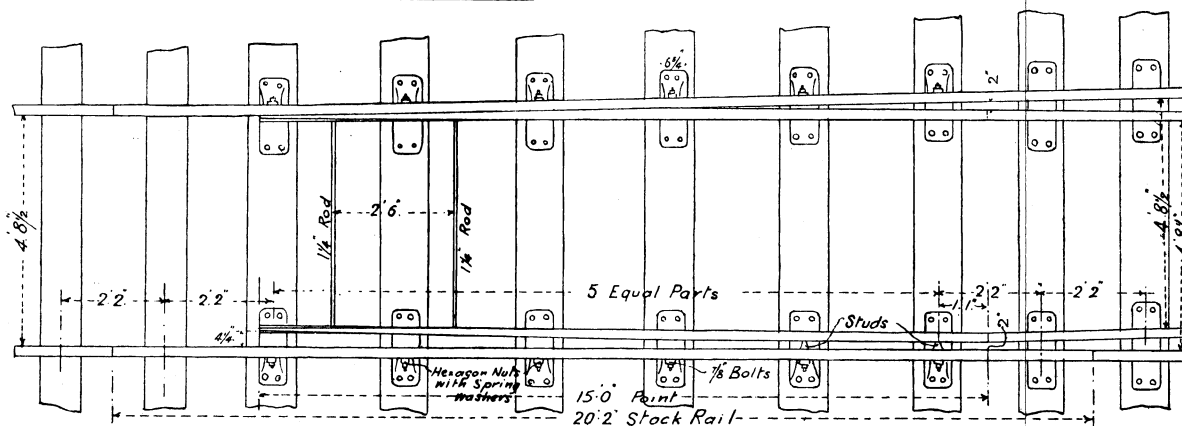 6¾"
2"
4' 8½"
1¼" Rod
2' 6"
1¼" Rod
4' 8½"
2' 2"
2' 2"
5 Equal Parts
2' 2"
2' 2"
1' 1"
4¼"
Studs
2"
Hexagon Nuts
with Spring
washers
⅞ Bolts
15' 0" Point
20' 2" Stock Rail